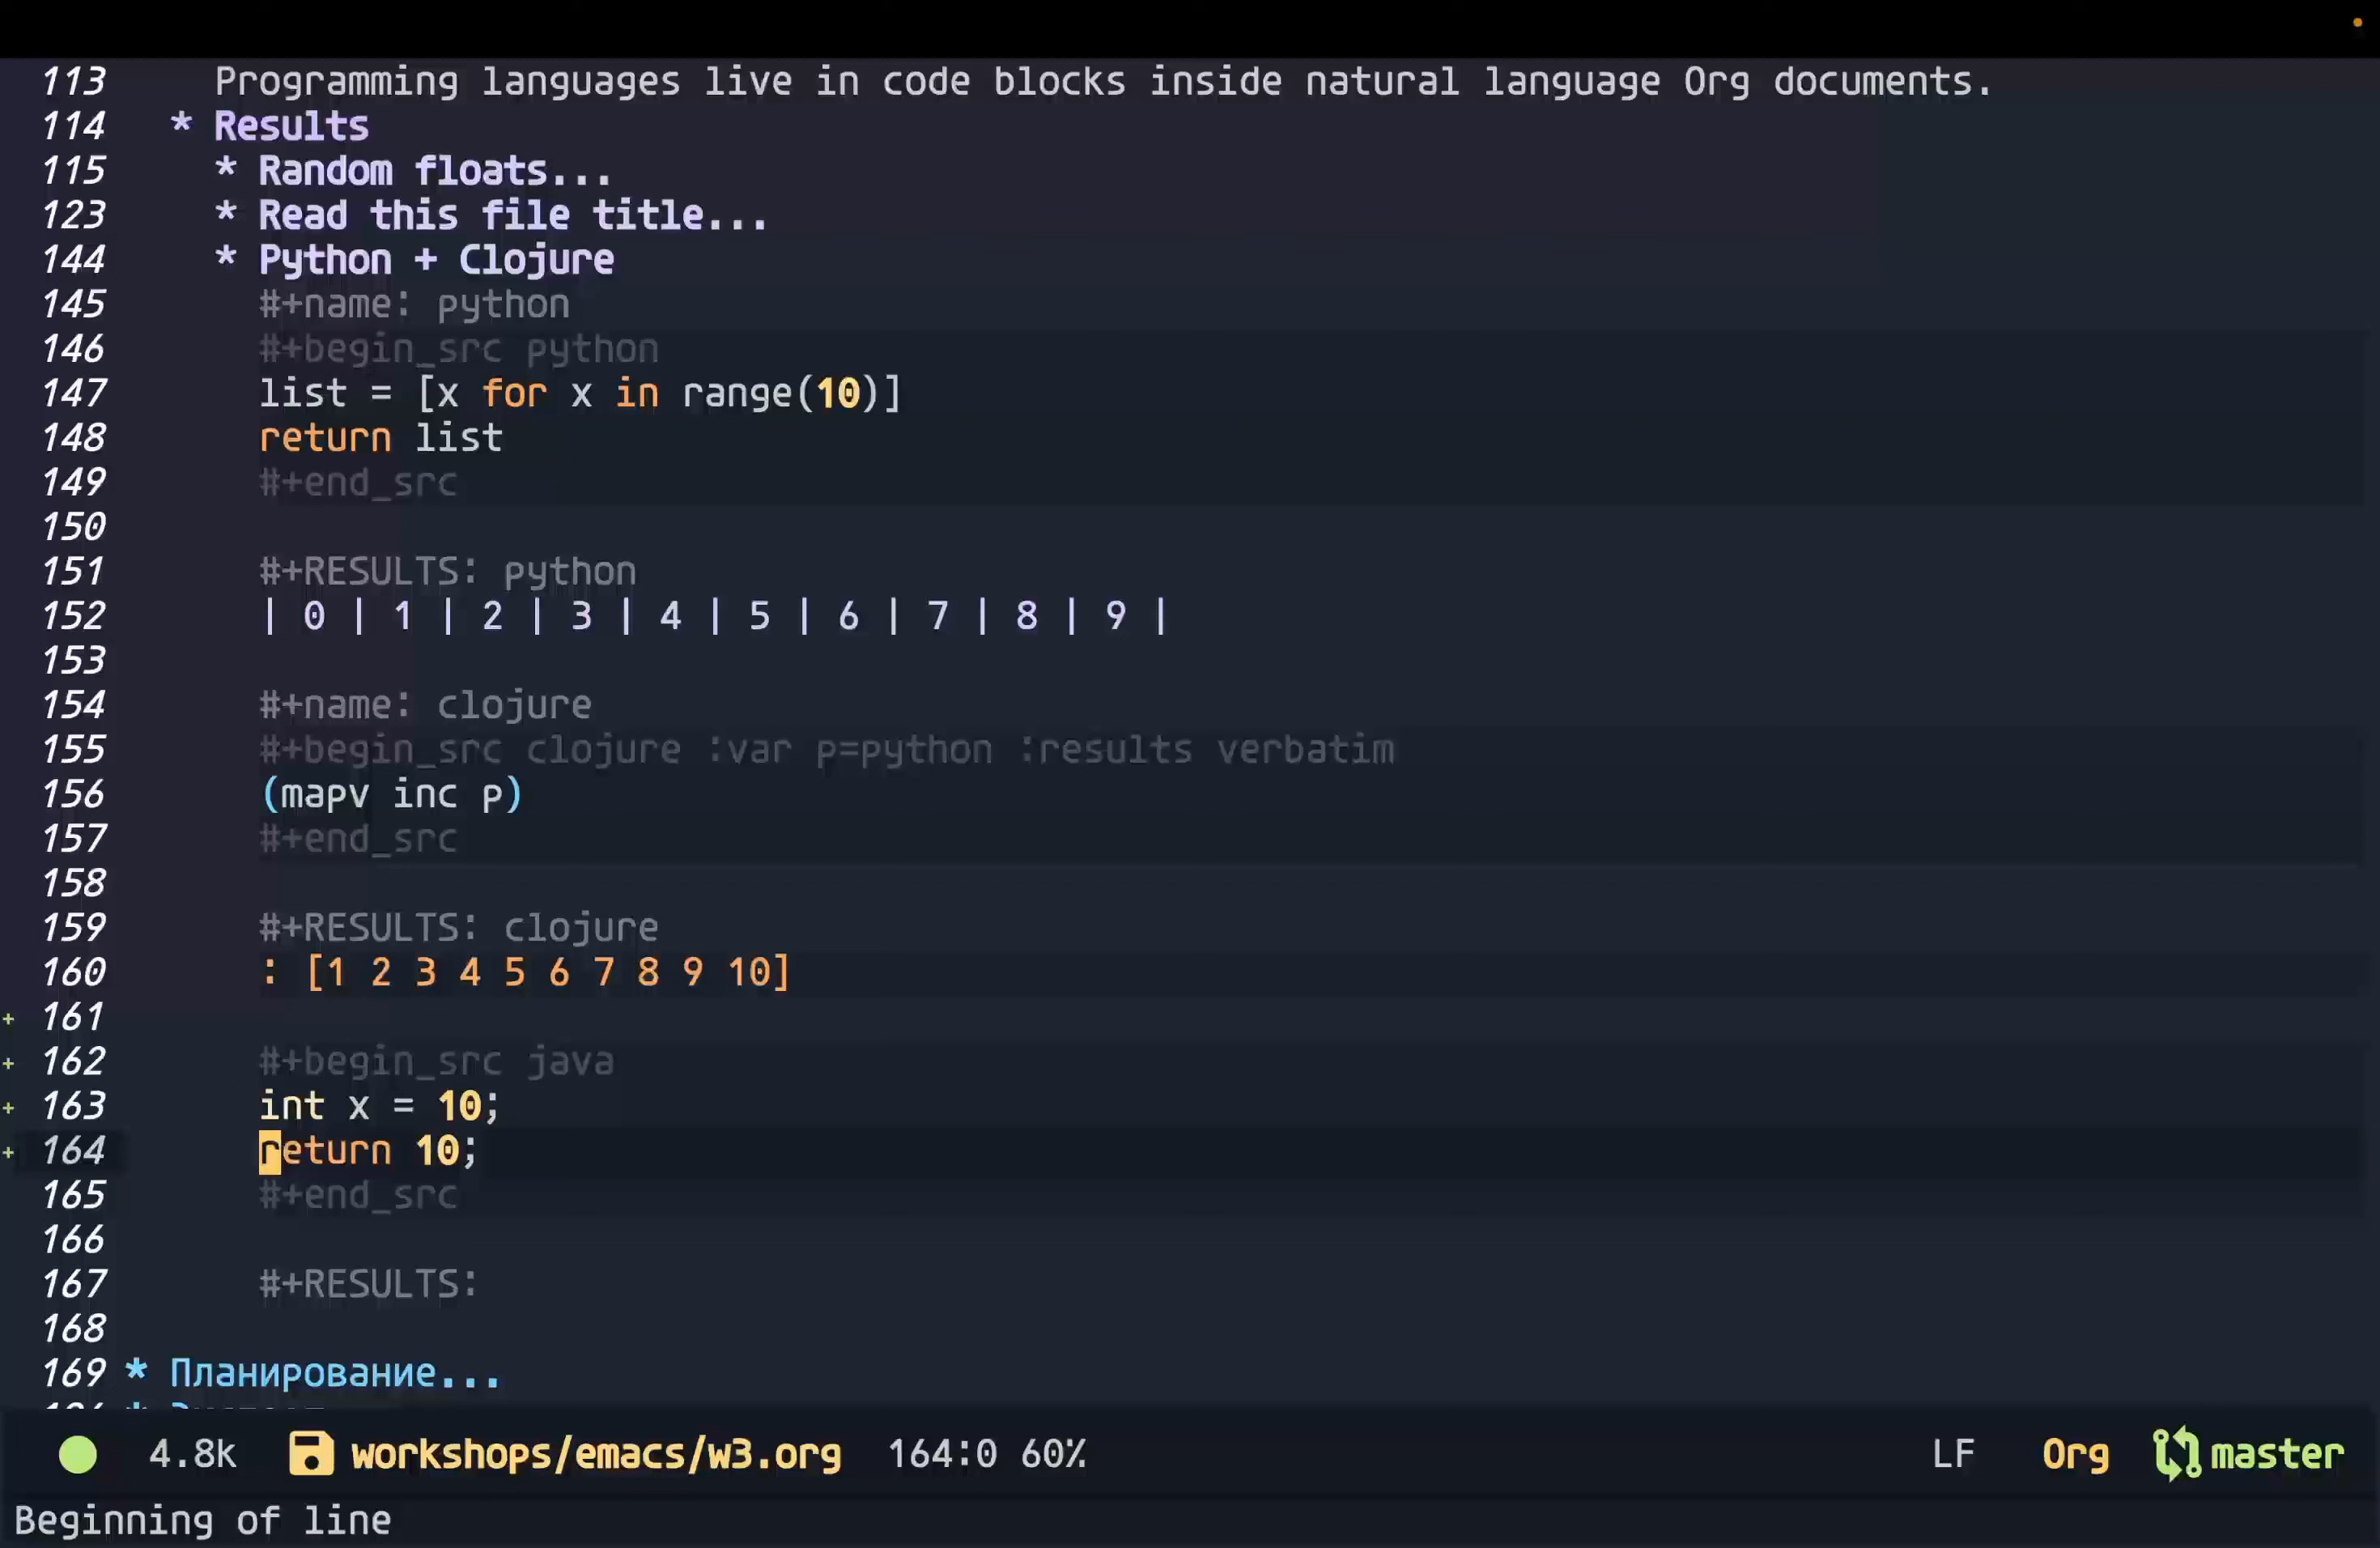 113 Programming languages live in code blocks inside natural language Org documents.
114 * Results
115 * Random floats...
123 * Read this file title...
144 * Python + Clojure
145 #+name: python
146 #+begin_src python
147 list = [x for x in range(10)]
148 return list
149 #+end_src
150
151 #+RESULTS: python
152 | 0 | 1 | 2 | 3 | 4 | 5 | 6 | 7 | 8 | 9 |
153
154 #+name: clojure
155 #+begin_src clojure :var p=python :results verbatim
156 (mapv inc p)
157 #+end_src
158
159 #+RESULTS: clojure
160 : [1 2 3 4 5 6 7 8 9 10]
+ 161
+ 162 #+begin_src java
+ 163 int x = 10;
+ 164 return 10;
165 #+end_src
166
167 #+RESULTS:
168
169 * Планирование...
4.8k workshops/emacs/w3.org 164:0 60% LF Org master
Beginning of line